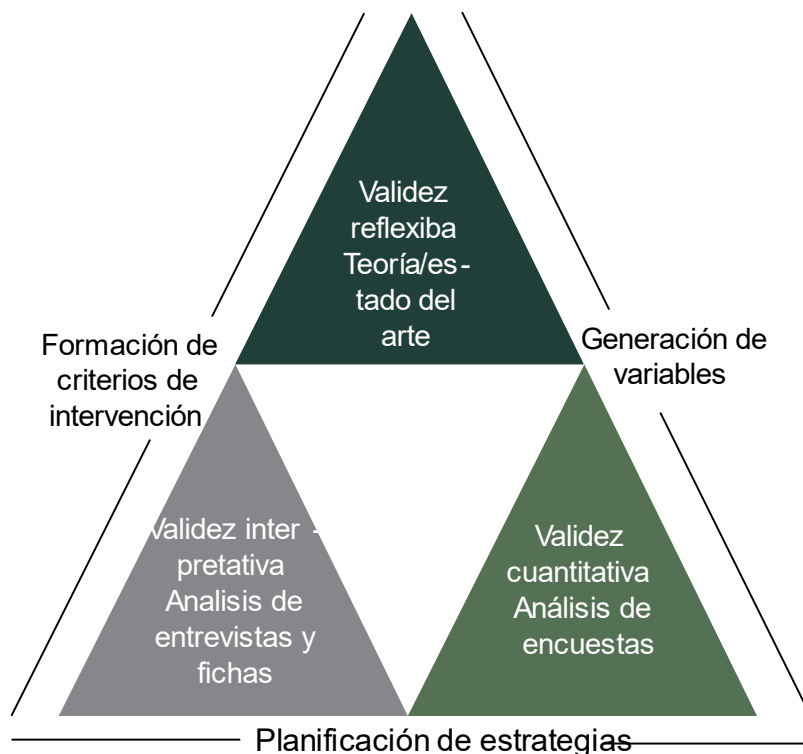 Validez
reflexiba
Teoría/es-
tado del
arte
Formación de
criterios de
intervención
Generación de
variables
Validez inter -
pretativa
Analisis de
entrevistas y
fichas
Validez
cuantitativa
Análisis de
encuestas
Planificación de estrategias